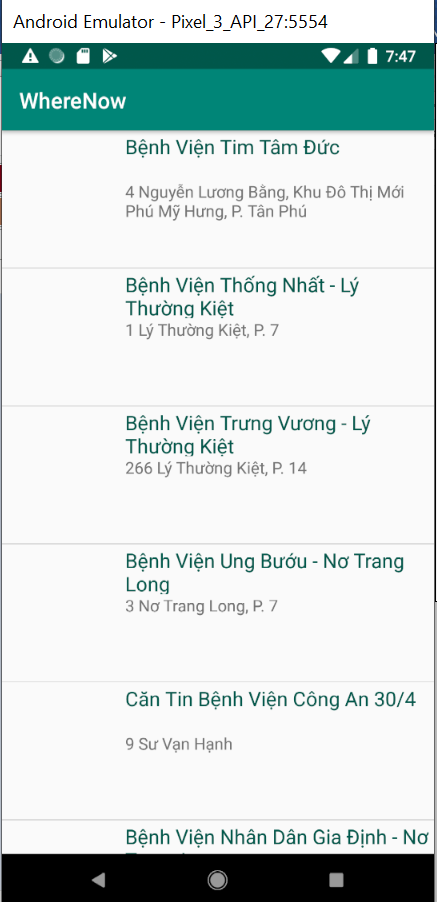 Android Emulator - Pixel_3_API_27:5554
7:47
WhereNow
Bệnh Viện Tim Tâm Đức
4 Nguyễn Lương Bằng, Khu Đô Thị Mới
Phú Mỹ Hưng, P. Tân Phú
Bệnh Viện Thống Nhất - Lý
Thường Kiệt
1 Lý Thường Kiệt, P. 7
Bệnh Viện Trưng Vương - Lý
Thường Kiệt
266 Lý Thường Kiệt, P. 14
Bệnh Viện Ung Bướu - Nơ Trang
Long
3 Nơ Trang Long, P. 7
Căn Tin Bệnh Viện Công An 30/4
9 Sư Vạn Hạnh
Bệnh Viện Nhân Dân Gia Định - Nơ